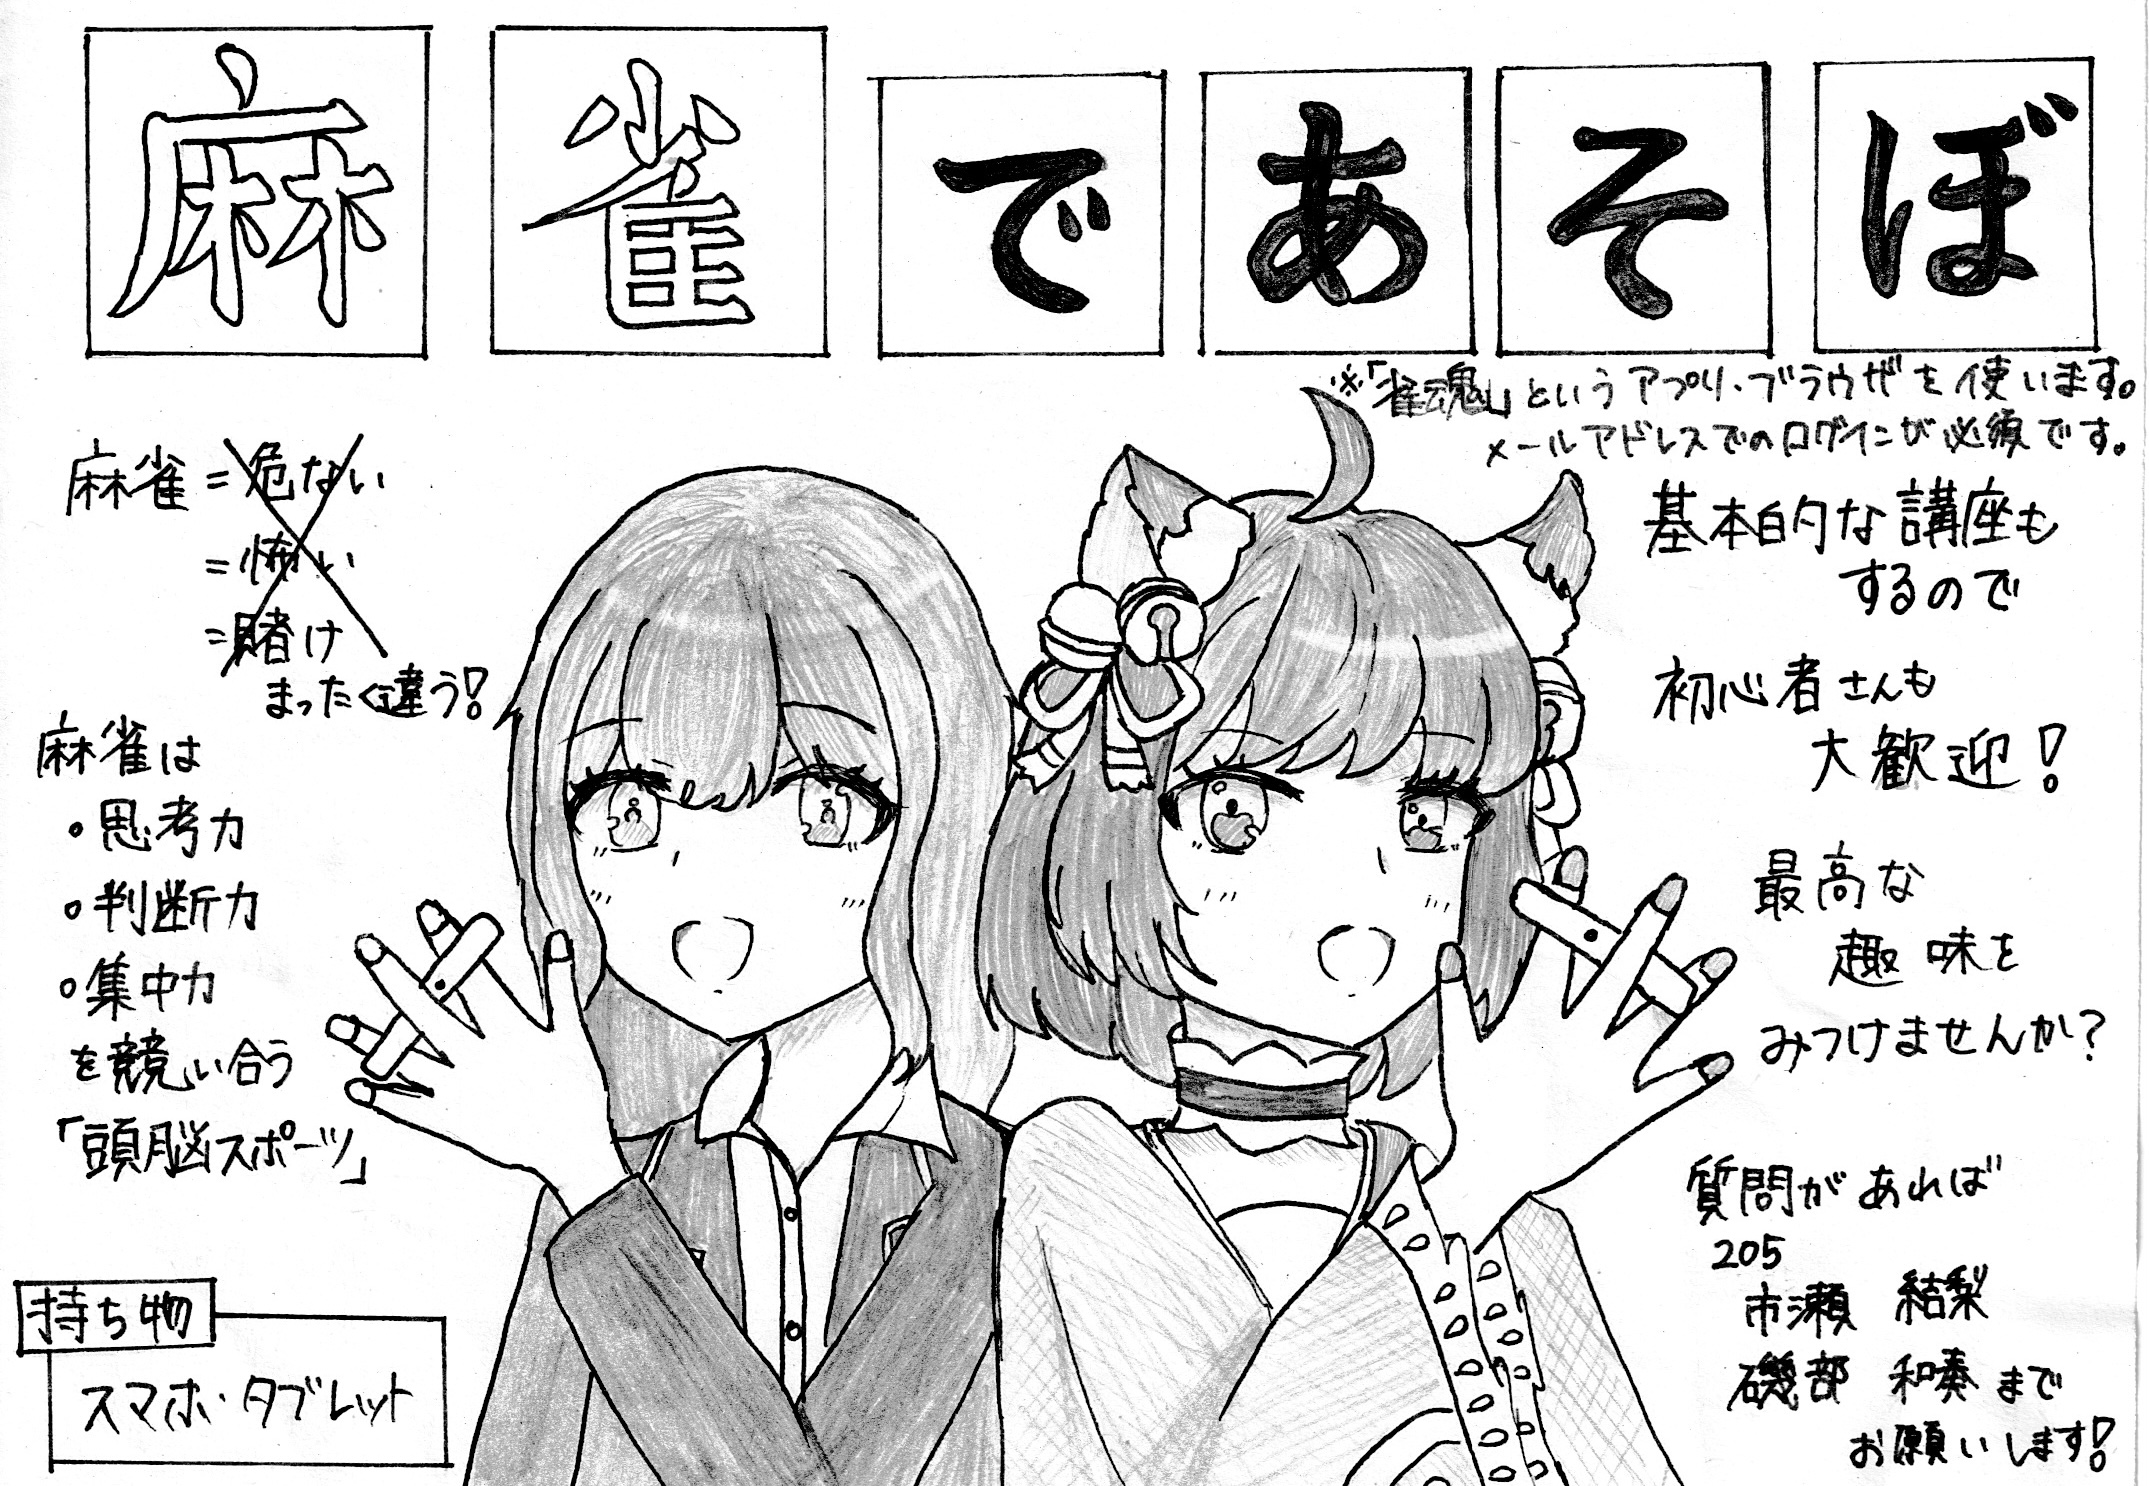 麻雀であそぼ
※「雀魂」というアプリ・ブラウザを使います。
メールアドレスでのログインが必須です。
麻雀=危ない
=怖い
=賭け
まったく違う!
麻雀は
・思考力
・判断力
・集中力
を競い合う
「頭脳スポーツ」
持ち物
スマホ・タブレット
基本的な講座も
するので
初心者さんも
大歓迎!
最高な
趣味を
みつけませんか?
質問があれば
205
市瀬 結梨
磯部 和奏まで
お願いします!